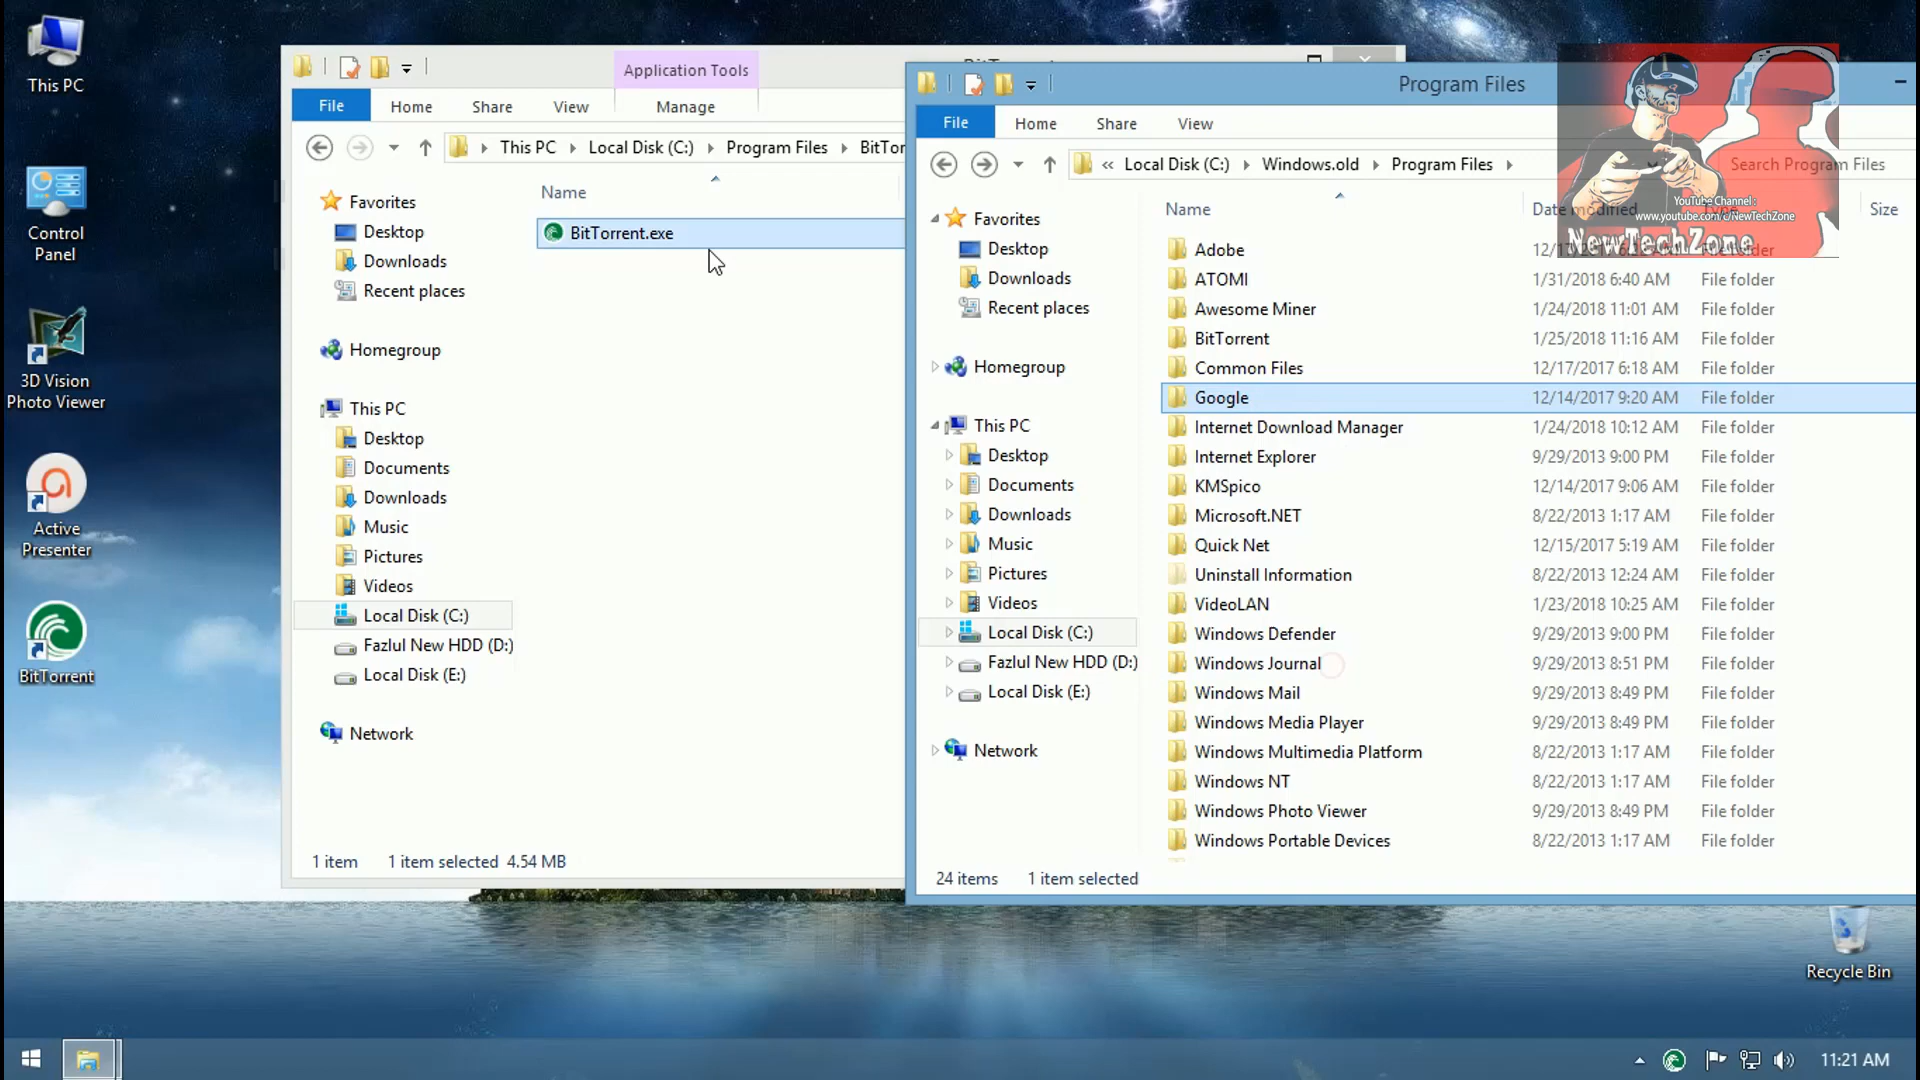 This PC
Control
Panel
3D Vision
Photo Viewer
Active
Presenter
BitTorrent
Application Tools
File
Home
Share
View
Manage
This PC
Local Disk (C:)
Program Files
BitTor
Name
BitTorrent.exe
Favorites
Desktop
Downloads
Recent places
Homegroup
This PC
Desktop
Documents
Downloads
Music
Pictures
Videos
Local Disk (C:)
Fazlul New HDD (D:)
Local Disk (E:)
Network
1 item
1 item selected 4.54 MB
Program Files
File
Home
Share
View
« Local Disk (C:)
Windows.old
Program Files
Search Program Files
Favorites
Desktop
Downloads
Recent places
Homegroup
This PC
Desktop
Documents
Downloads
Music
Pictures
Videos
Local Disk (C:)
Fazlul New HDD (D:)
Local Disk (E:)
Network
Name
Date modified
Size
Adobe
ATOMI 1/31/2018 6:40 AM File folder
Awesome Miner 1/24/2018 11:01 AM File folder
BitTorrent 1/25/2018 11:16 AM File folder
Common Files 12/17/2017 6:18 AM File folder
Google 12/14/2017 9:20 AM File folder
Internet Download Manager 1/24/2018 10:12 AM File folder
Internet Explorer 9/29/2013 9:00 PM File folder
KMSpico 12/14/2017 9:06 AM File folder
Microsoft.NET 8/22/2013 1:17 AM File folder
Quick Net 12/15/2017 5:19 AM File folder
Uninstall Information 8/22/2013 12:24 AM File folder
VideoLAN 1/23/2018 10:25 AM File folder
Windows Defender 9/29/2013 9:00 PM File folder
Windows Journal 9/29/2013 8:51 PM File folder
Windows Mail 9/29/2013 8:49 PM File folder
Windows Media Player 9/29/2013 8:49 PM File folder
Windows Multimedia Platform 8/22/2013 1:17 AM File folder
Windows NT 8/22/2013 1:17 AM File folder
Windows Photo Viewer 9/29/2013 8:49 PM File folder
Windows Portable Devices 8/22/2013 1:17 AM File folder
24 items
1 item selected
YouTube Channel :
www.youtube.com/c/NewTechZone
NewTechZone
Recycle Bin
11:21 AM